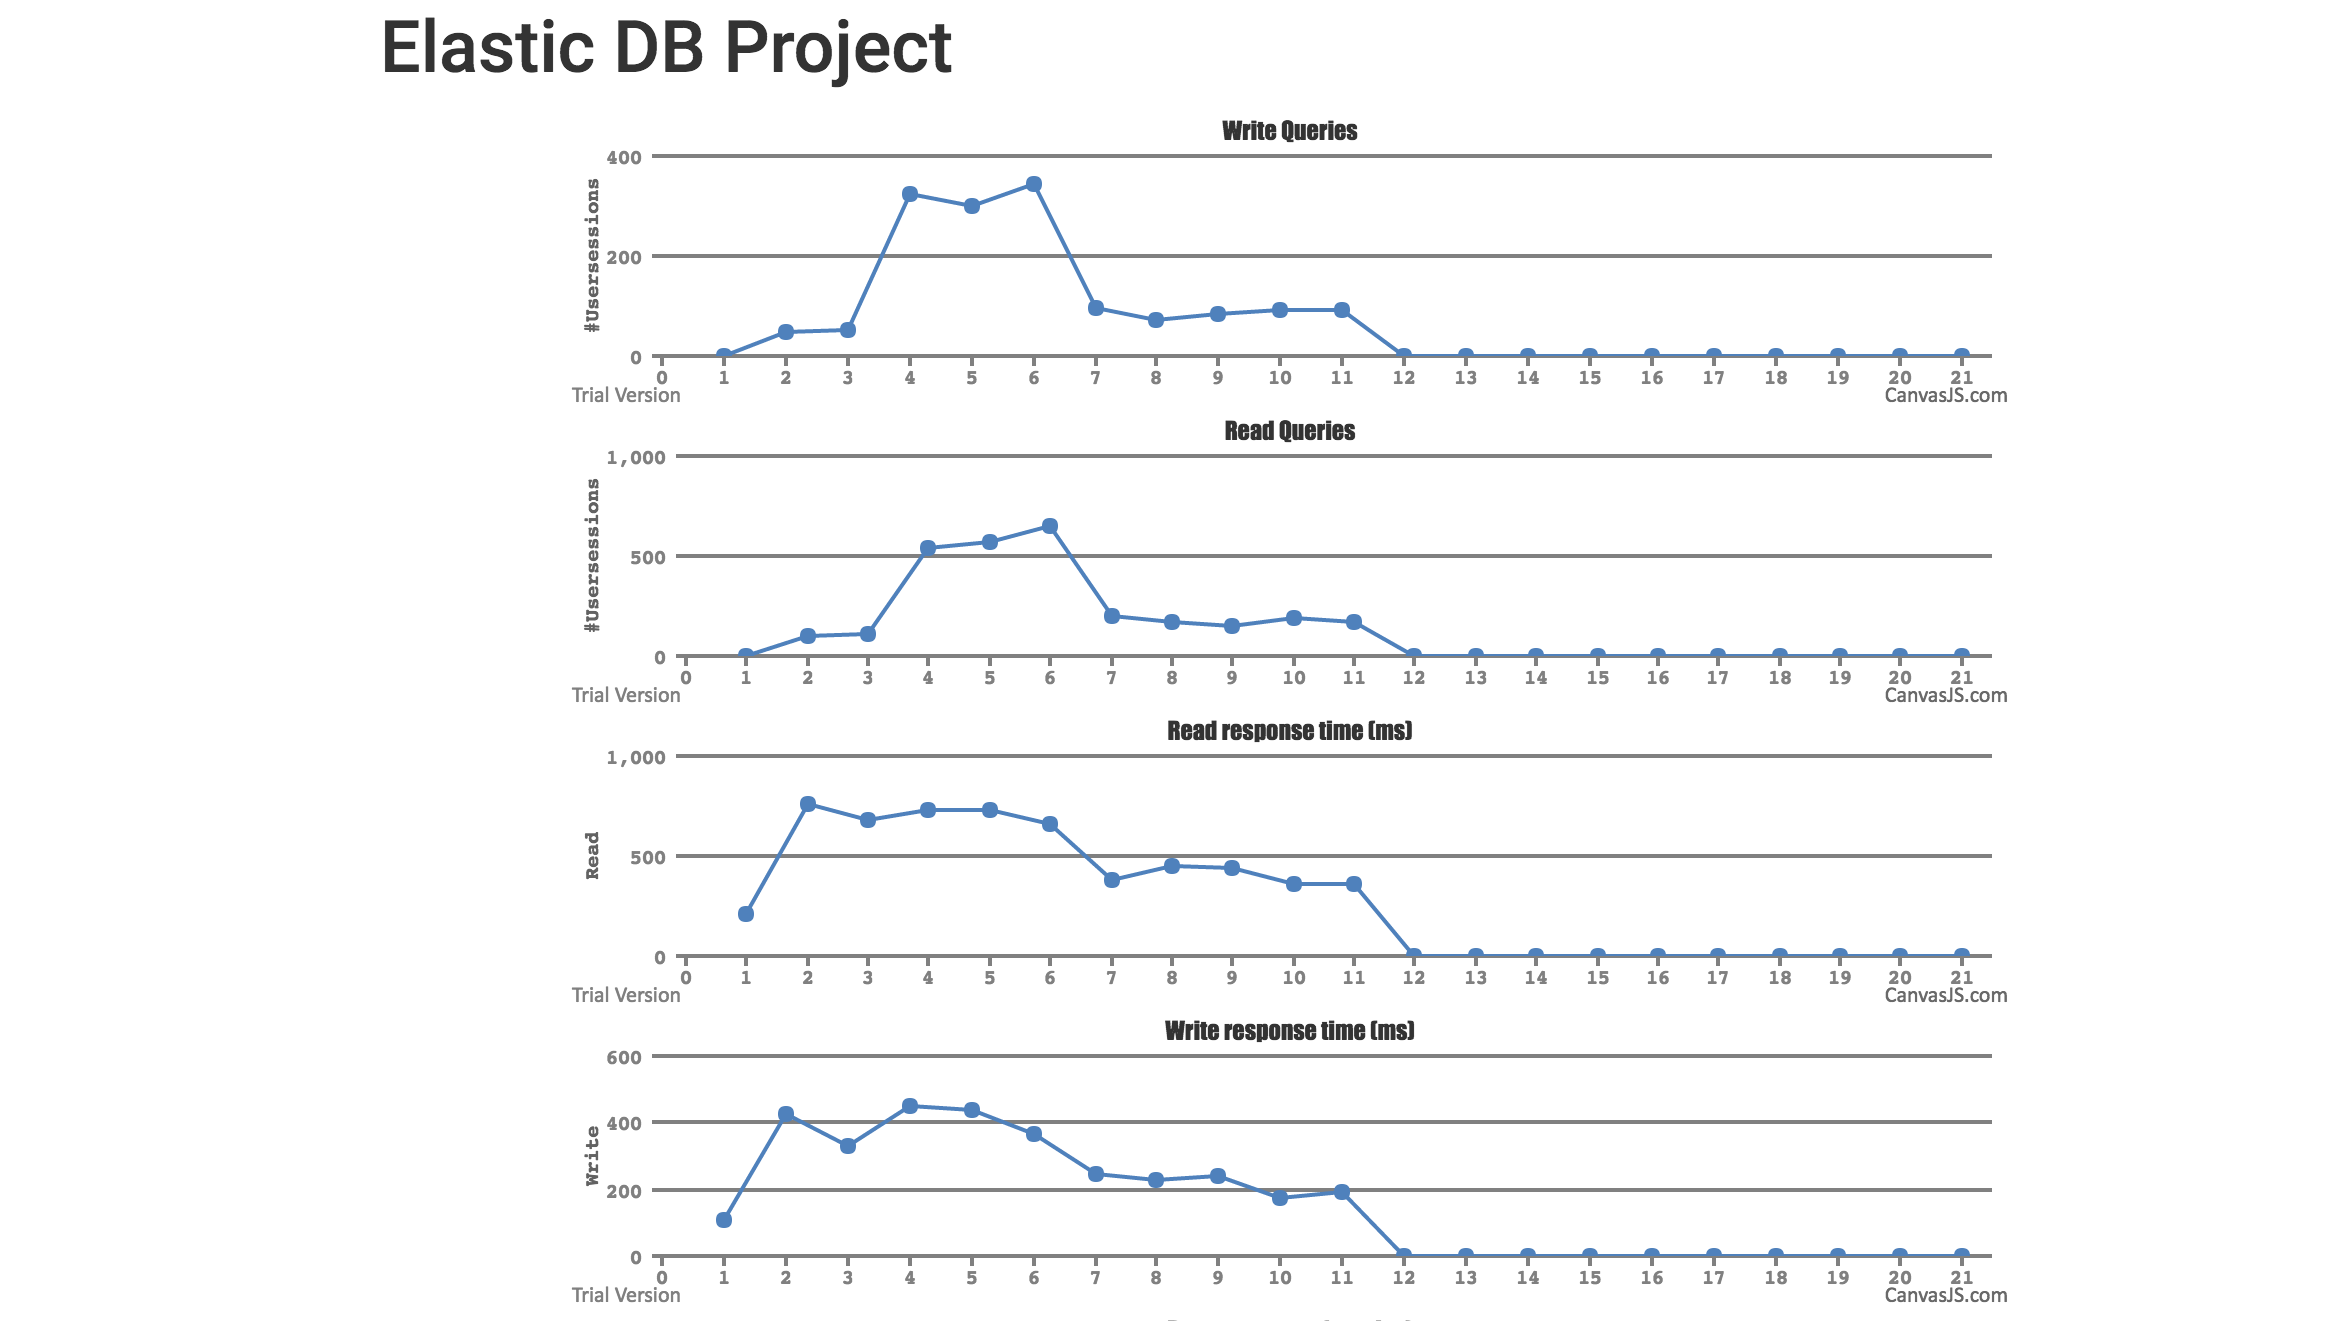 Elastic DB Project
Write Queries
#Usersessions
400
200
0
0 1 2 3 4 5 6 7 8 9 10 11 12 13 14 15 16 17 18 19 20 21
Trial Version CanvasJS.com
Read Queries
#Usersessions
1,000
500
0
0 1 2 3 4 5 6 7 8 9 10 11 12 13 14 15 16 17 18 19 20 21
Trial Version CanvasJS.com
Read response time (ms)
Read
1,000
500
0
0 1 2 3 4 5 6 7 8 9 10 11 12 13 14 15 16 17 18 19 20 21
Trial Version CanvasJS.com
Write response time (ms)
Write
600
400
200
0
0 1 2 3 4 5 6 7 8 9 10 11 12 13 14 15 16 17 18 19 20 21
Trial Version CanvasJS.com